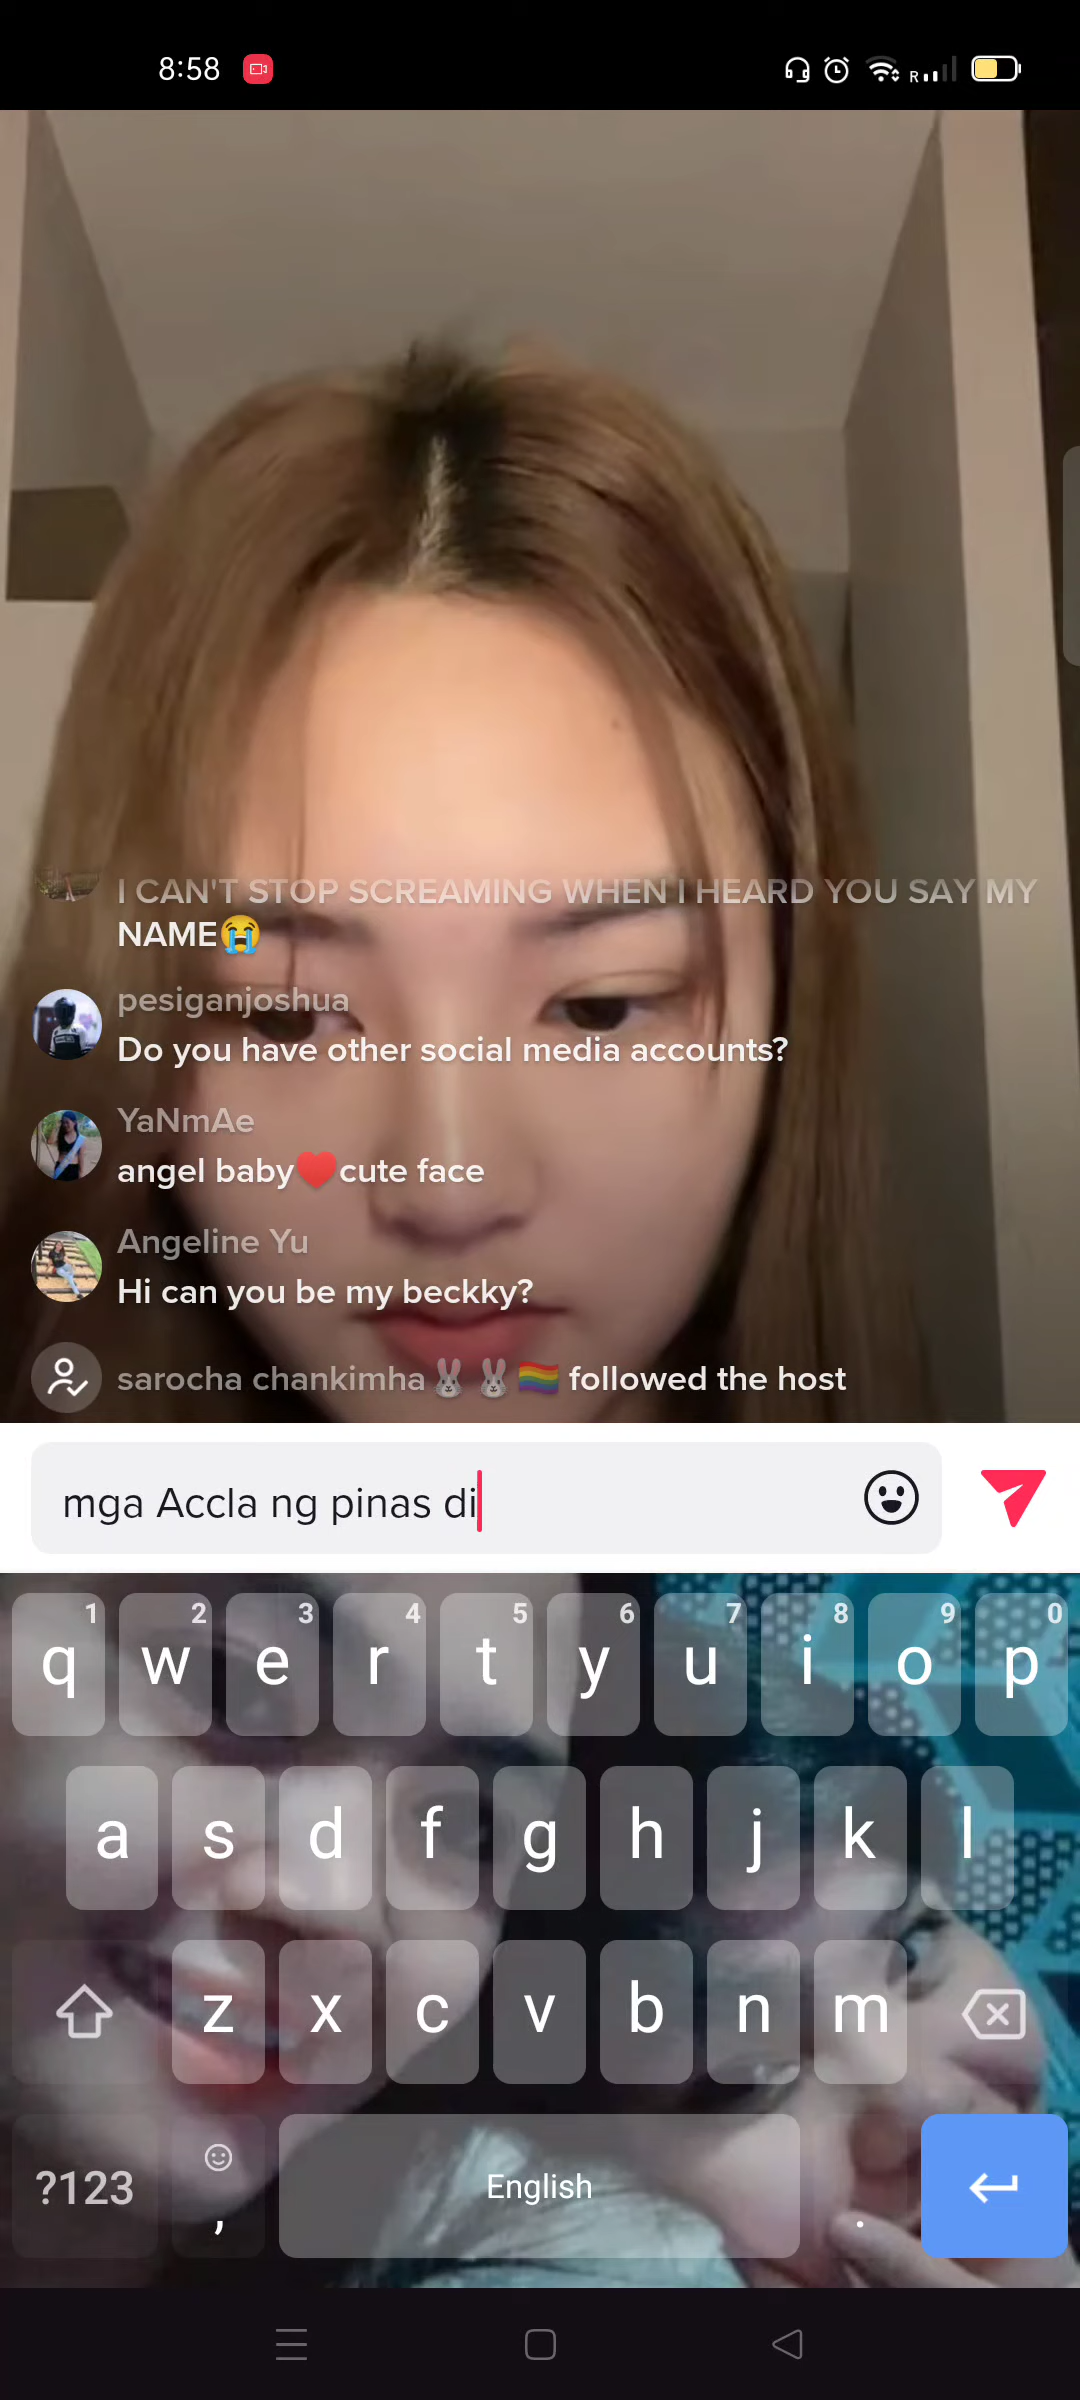 8:58
R
I CAN'T STOP SCREAMING WHEN I HEARD YOU SAY MY
NAME😭
pesiganjoshua
Do you have other social media accounts?
YaNmAe
angel baby❤️cute face
Angeline Yu
Hi can you be my beckky?
sarocha chankimha🐰🐰🏳️‍🌈 followed the host
mga Accla ng pinas di
1 2 3 4 5 6 7 8 9 0
q w e r t y u i o p
a s d f g h j k l
z x c v b n m
?123 , English .